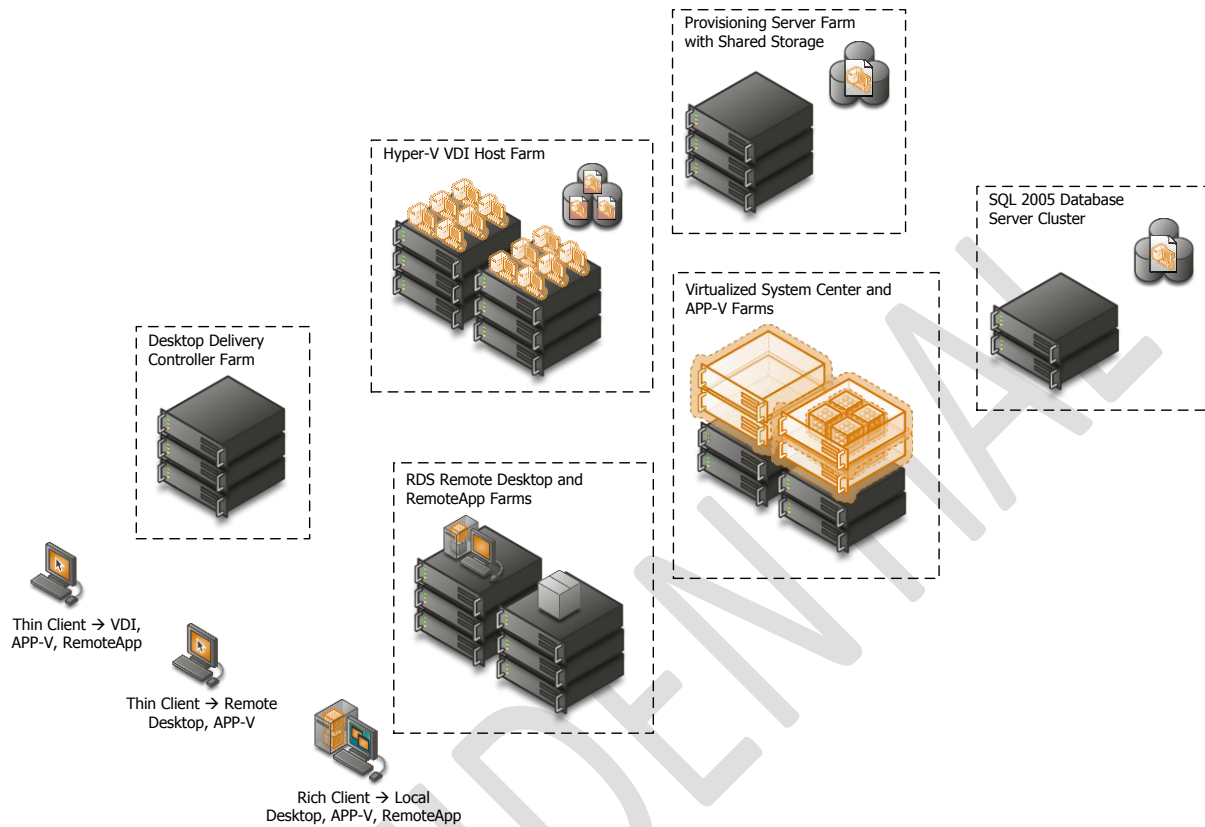 Provisioning Server Farm
with Shared Storage
Hyper-V VDI Host Farm
SQL 2005 Database
Server Cluster
Virtualized System Center and
APP-V Farms
Desktop Delivery
Controller Farm
RDS Remote Desktop and
RemoteApp Farms
Thin Client → VDI,
APP-V, RemoteApp
Thin Client → Remote
Desktop, APP-V
Rich Client → Local
Desktop, APP-V, RemoteApp
IDENTIAL